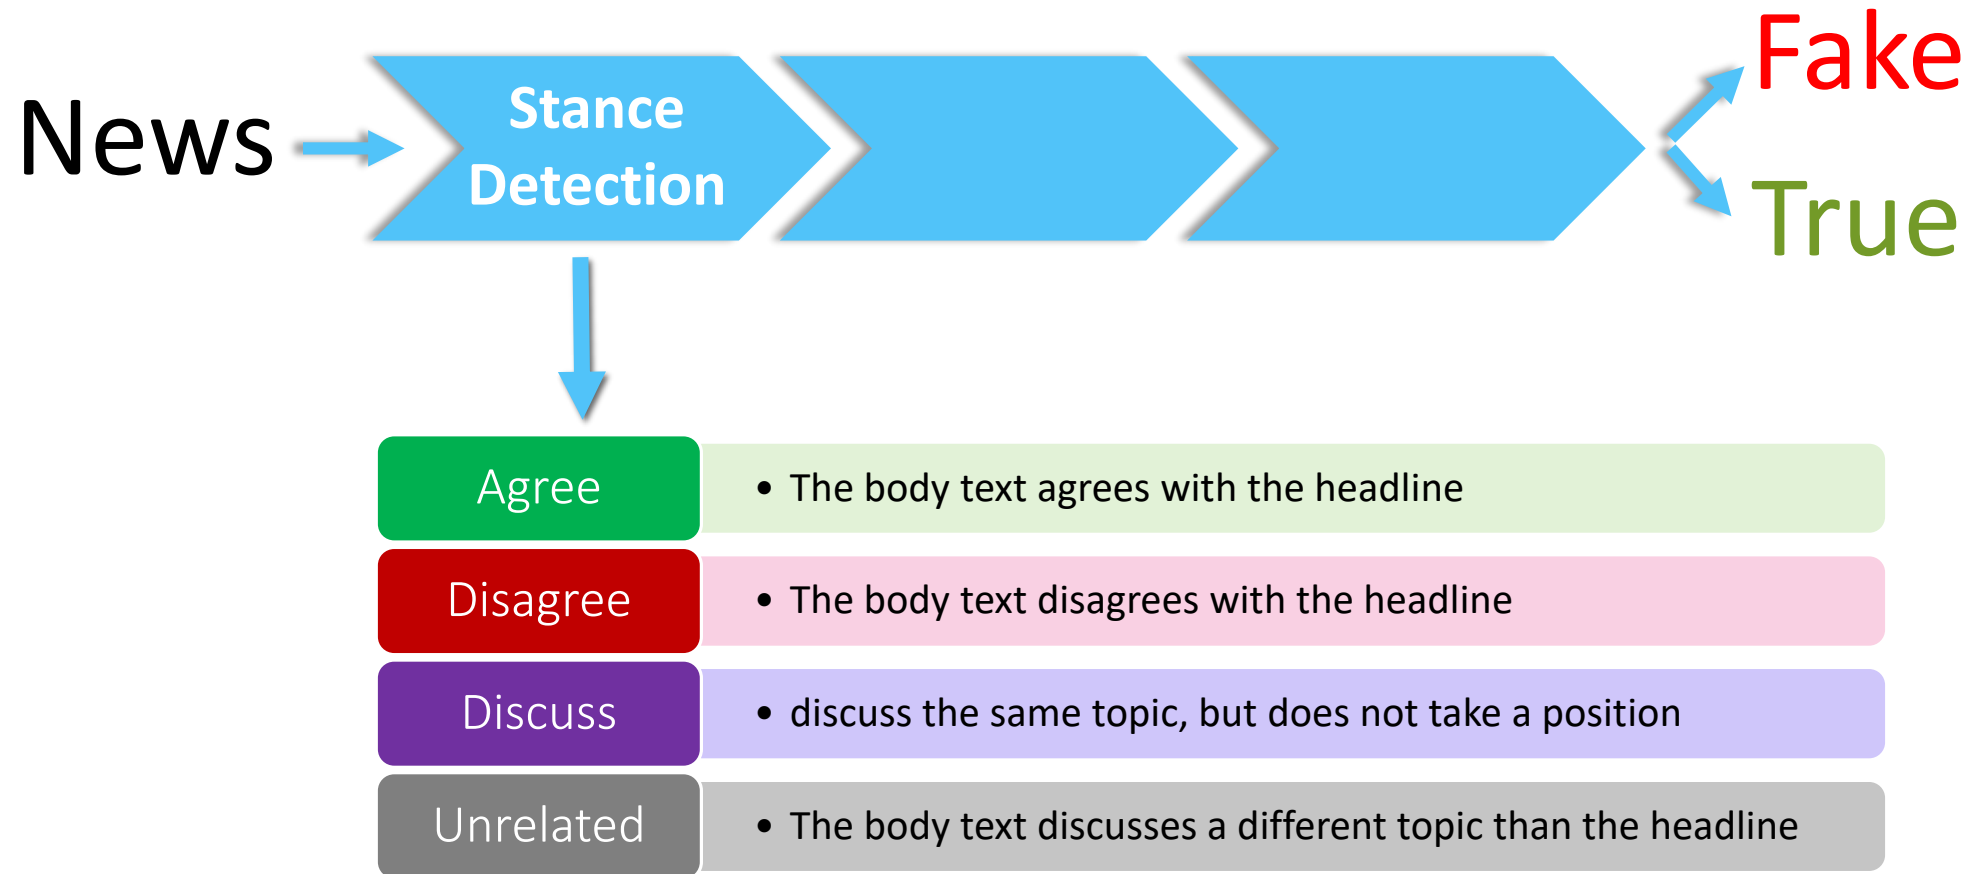 News
Stance
Detection
Fake
True
Agree
• The body text agrees with the headline
Disagree
• The body text disagrees with the headline
Discuss
• discuss the same topic, but does not take a position
Unrelated
• The body text discusses a different topic than the headline